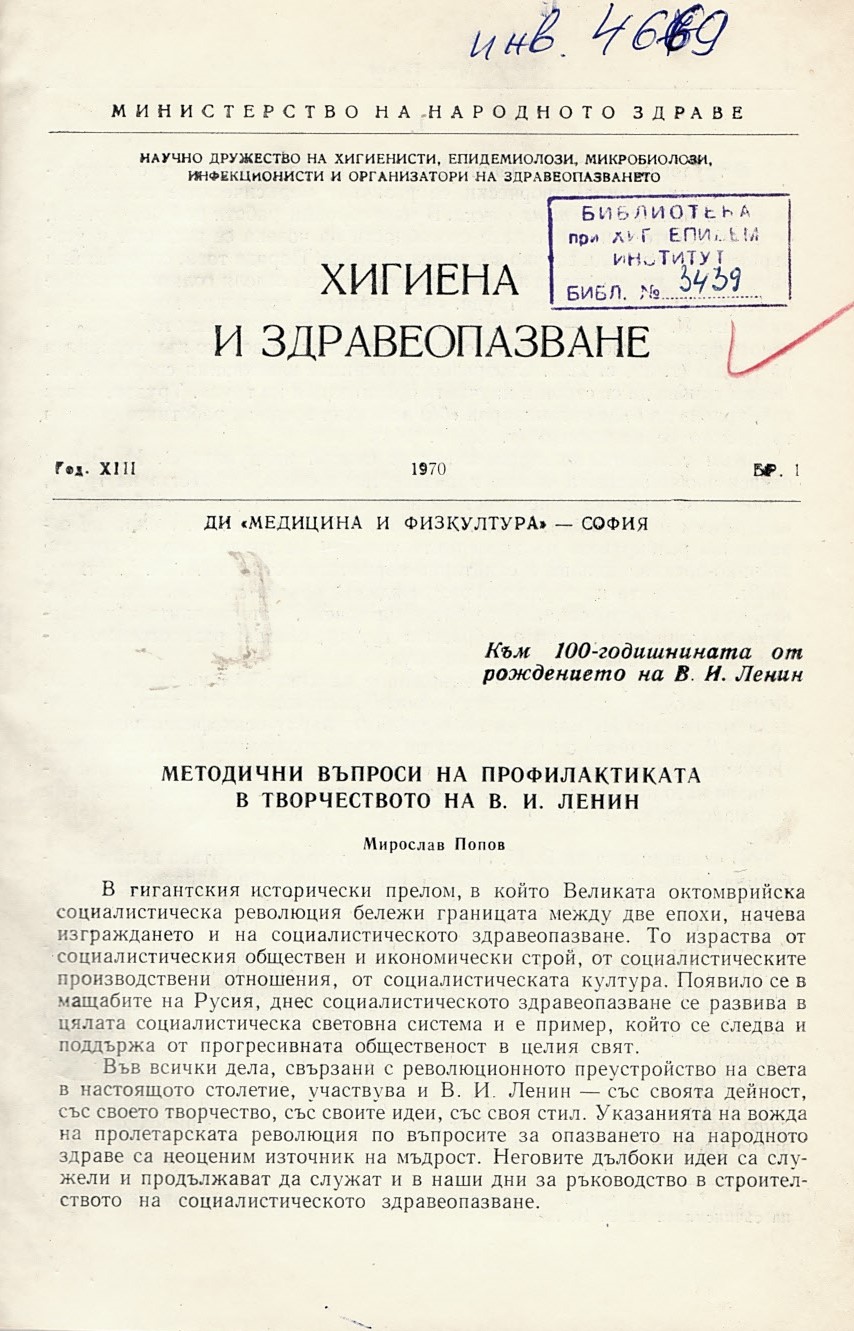 инв. 4669
МИНИСТЕРСТВО НА НАРОДНОТО ЗДРАВЕ
НАУЧНО ДРУЖЕСТВО НА ХИГИЕНИСТИ, ЕПИДЕМИОЛОЗИ, МИКРОБИОЛОЗИ,
ИНФЕКЦИОНИСТИ И ОРГАНИЗАТОРИ НА ЗДРАВЕОПАЗВАНЕТО
БИБЛИОТЕКА
при ХИГ. ЕПИДЕМ
ИНСТИТУТ
БИБЛ. № 3439
ХИГИЕНА
И ЗДРАВЕОПАЗВАНЕ
Год. XIII 1970 БР. 1
ДИ «МЕДИЦИНА И ФИЗКУЛТУРА» — СОФИЯ
Към 100-годишнината от
рождението на В. И. Ленин
МЕТОДИЧНИ ВЪПРОСИ НА ПРОФИЛАКТИКАТА
В ТВОРЧЕСТВОТО НА В. И. ЛЕНИН
Мирослав Попов
В гигантския исторически прелом, в който Великата октомврийска
социалистическа революция бележи границата между две епохи, начева
изграждането и на социалистическото здравеопазване. То израства от
социалистическия обществен и икономически строй, от социалистическите
производствени отношения, от социалистическата култура. Появило се в
мащабите на Русия, днес социалистическото здравеопазване се развива в
цялата социалистическа световна система и е пример, който се следва и
поддържа от прогресивната общественост в целия свят.
Във всички дела, свързани с революционното преустройство на света
в настоящото столетие, участвува и В. И. Ленин — със своята дейност,
със своето творчество, със своите идеи, със своя стил. Указанията на вожда
на пролетарската революция по въпросите за опазването на народното
здраве са неоценим източник на мъдрост. Неговите дълбоки идеи са слу-
жели и продължават да служат и в наши дни за ръководство в строител-
ството на социалистическото здравеопазване.